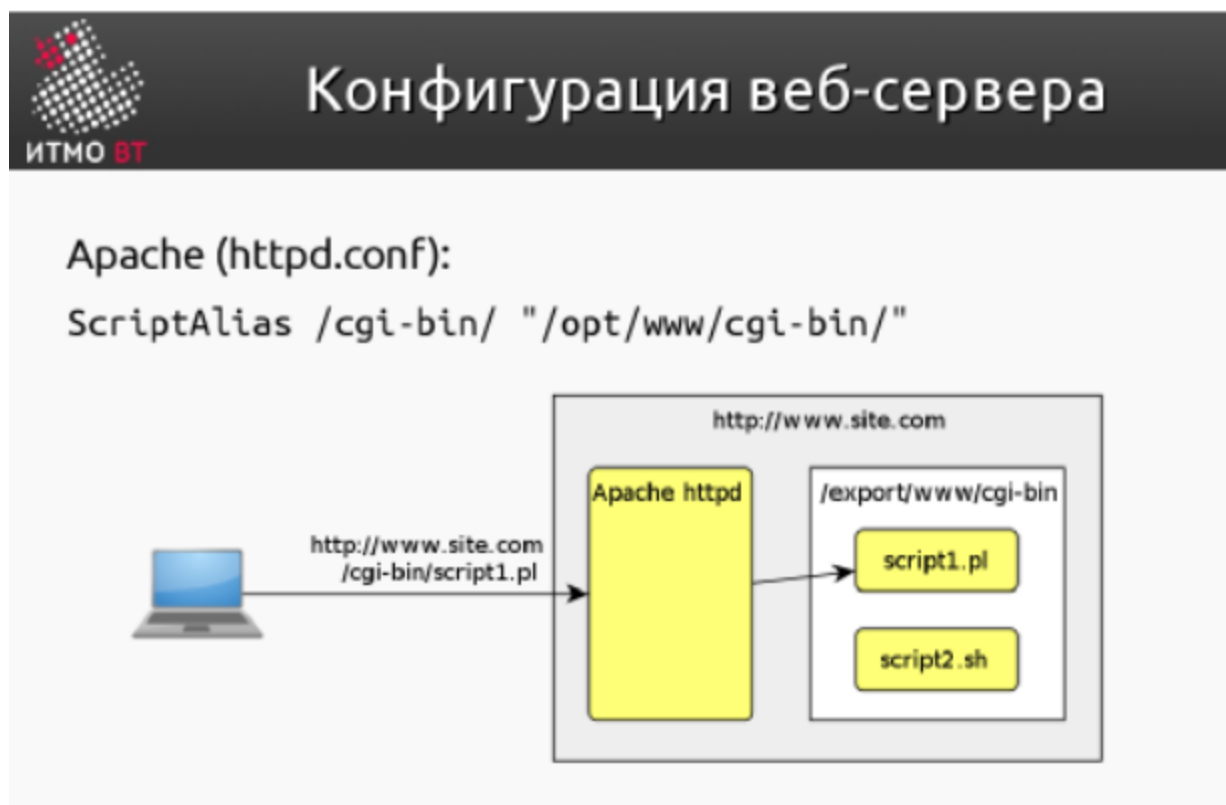 ИТМО ВТ
Конфигурация веб-сервера
Apache (httpd.conf):
ScriptAlias /cgi-bin/ "/opt/www/cgi-bin/"
http://www.site.com
Apache httpd
/export/www/cgi-bin
http://www.site.com
/cgi-bin/script1.pl
script1.pl
script2.sh